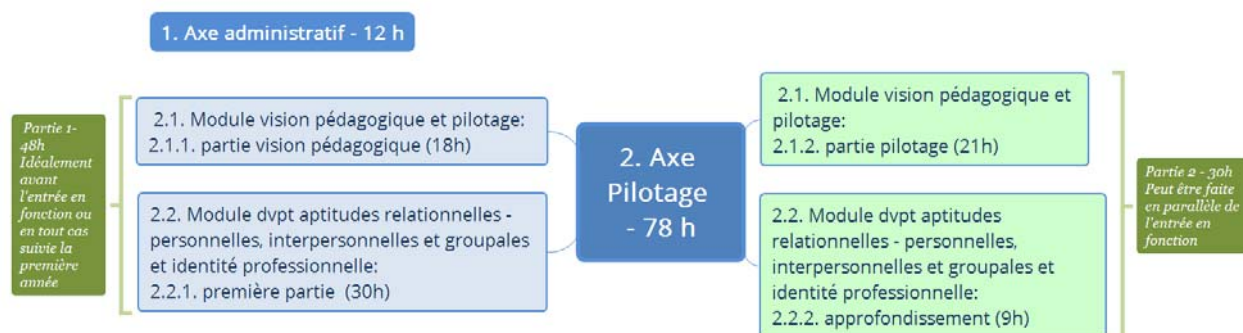 1. Axe administratif - 12 h
Partie 1-
48h
Idéalement
avant
l'entrée en
fonction ou
en tout cas
suivie la
première
année
2.1. Module vision pédagogique et pilotage:
2.1.1. partie vision pédagogique (18h)
2.2. Module dvpt aptitudes relationnelles -
personnelles, interpersonnelles et groupales
et identité professionnelle:
2.2.1. première partie (30h)
2. Axe
Pilotage
- 78 h
2.1. Module vision pédagogique et
pilotage:
2.1.2. partie pilotage (21h)
2.2. Module dvpt aptitudes
relationnelles - personnelles,
interpersonnelles et groupales et
identité professionnelle:
2.2.2. approfondissement (9h)
Partie 2 - 30h
Peut être faite
en parallèle de
l'entrée en
fonction